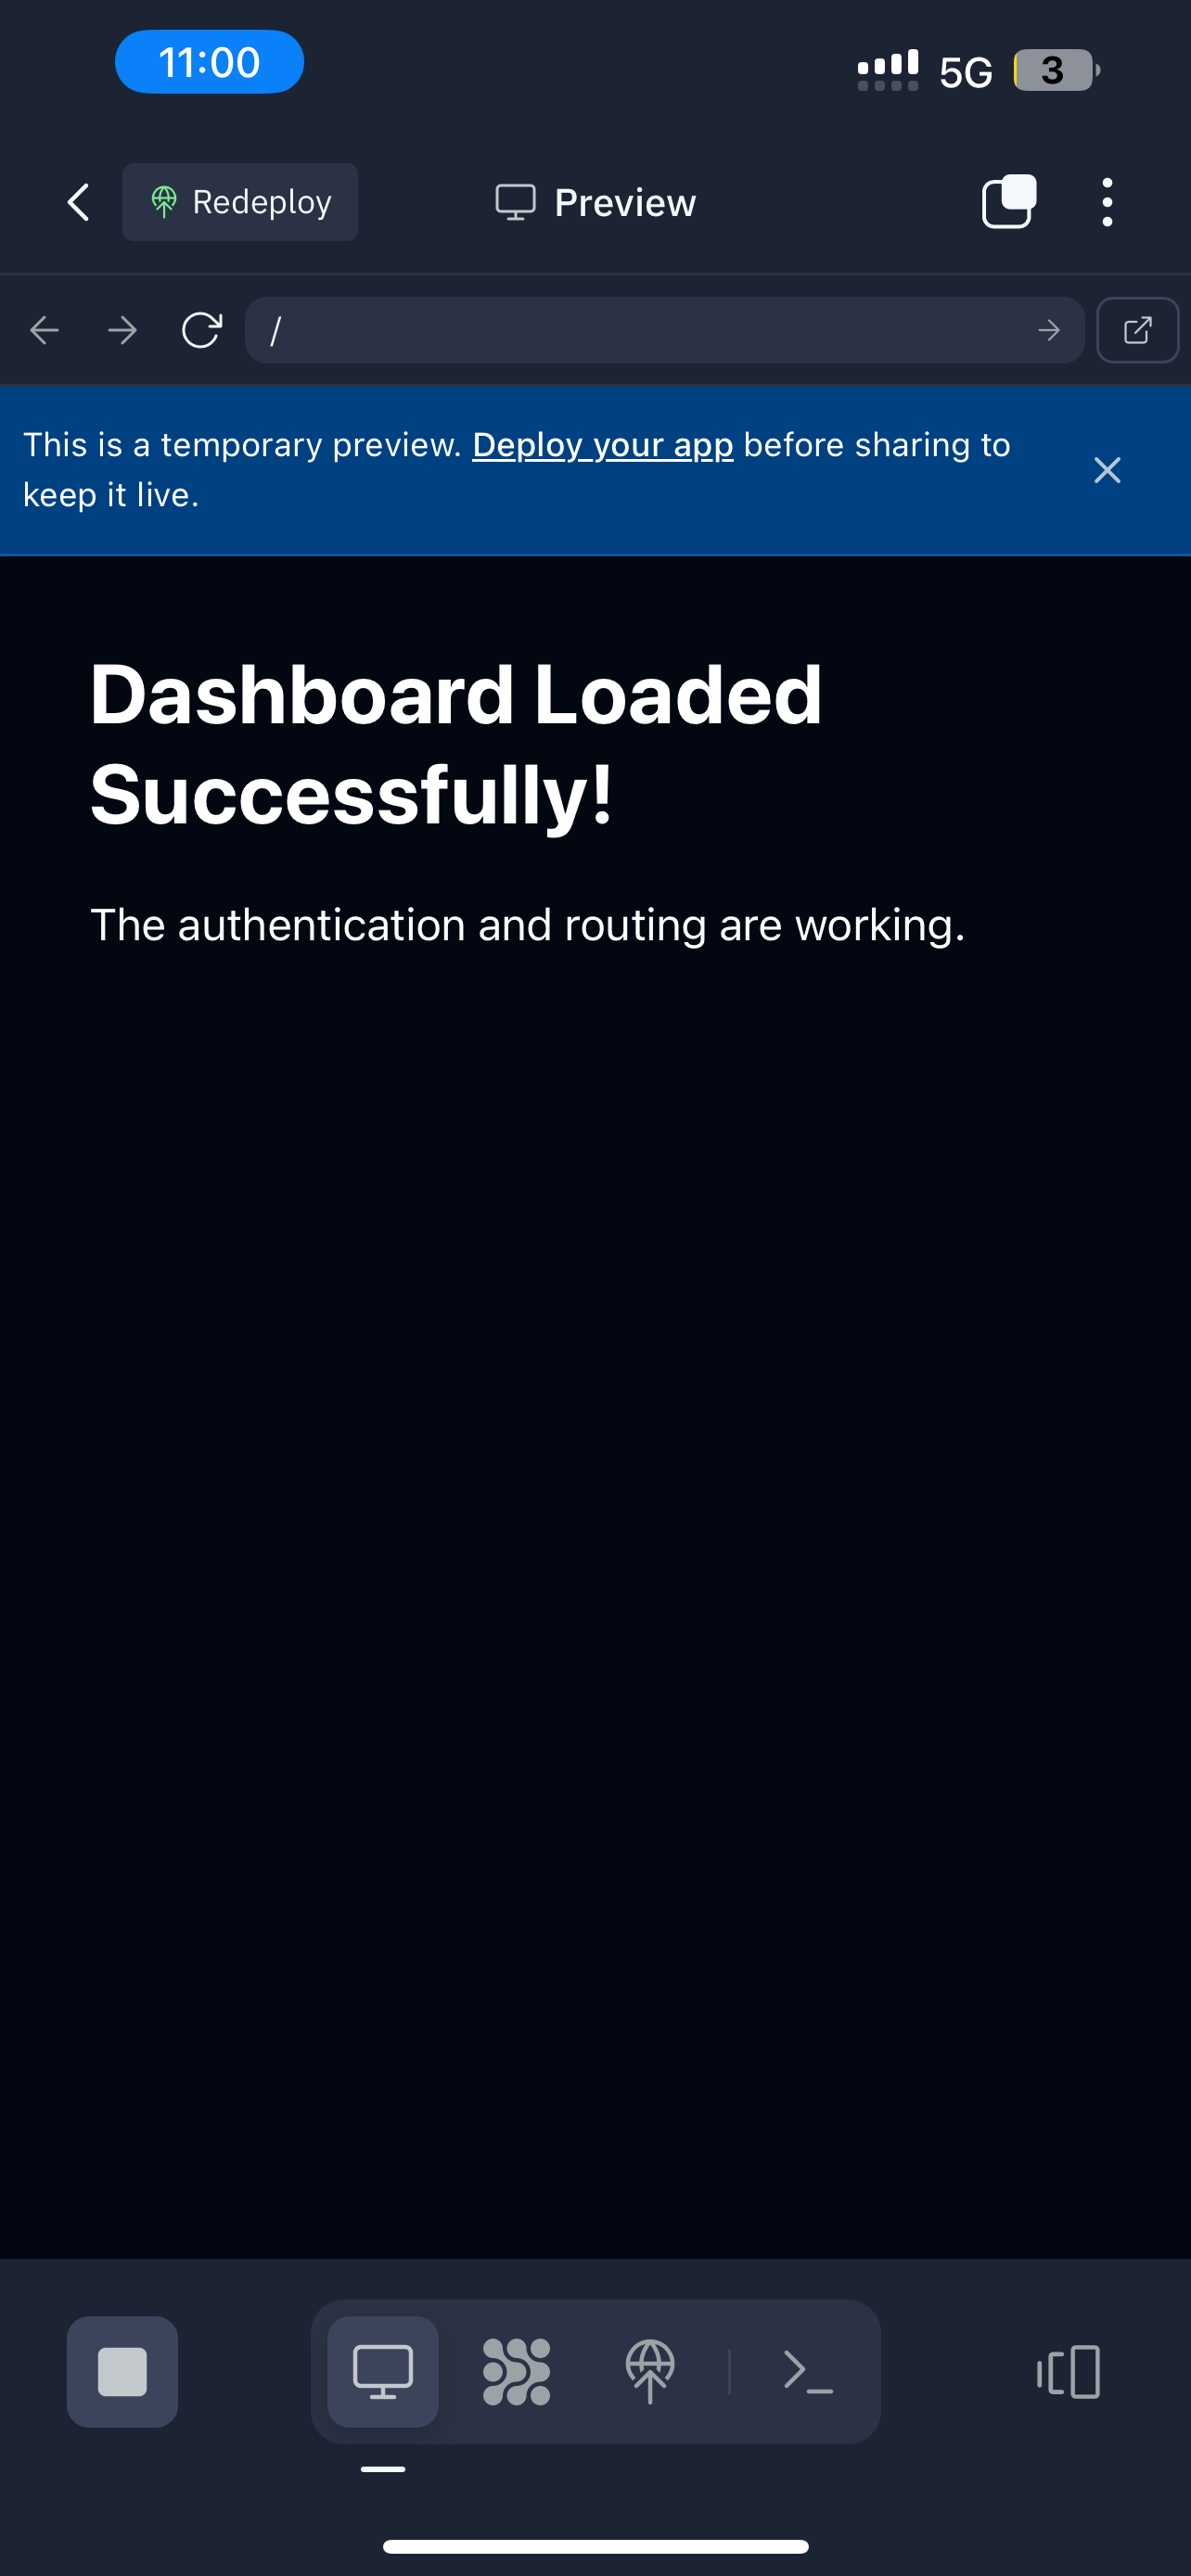 11:00
5G
3
Redeploy
Preview
/
This is a temporary preview. Deploy your app before sharing to
keep it live.
Dashboard Loaded
Successfully!
The authentication and routing are working.